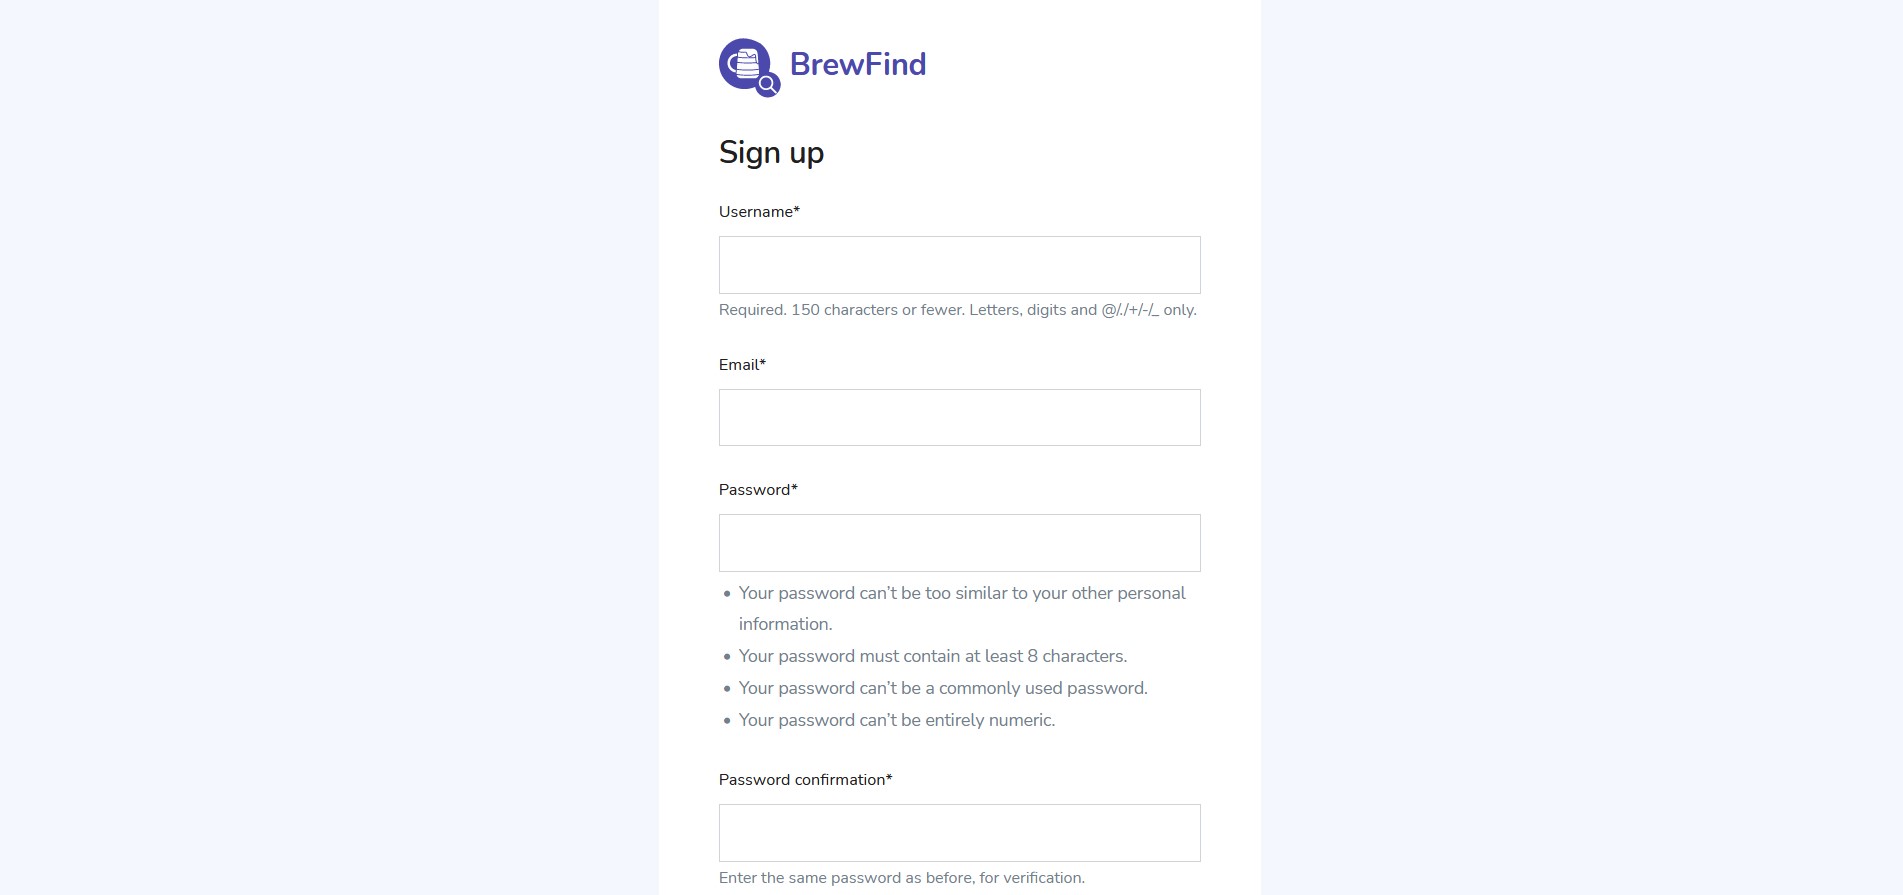 BrewFind
Sign up
Username*
Required. 150 characters or fewer. Letters, digits and @/./+/-/_ only.
Email*
Password*
• Your password can’t be too similar to your other personal
information.
• Your password must contain at least 8 characters.
• Your password can’t be a commonly used password.
• Your password can’t be entirely numeric.
Password confirmation*
Enter the same password as before, for verification.